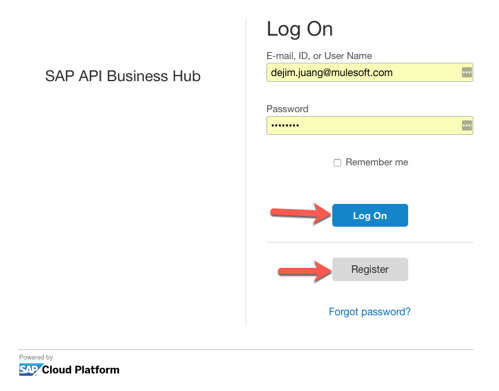 Log On
E-mail, ID, or User Name
dejim.juang@mulesoft.com
SAP API Business Hub
Password
••••••••
Remember me
Log On
Register
Forgot password?
Powered by
SAP Cloud Platform